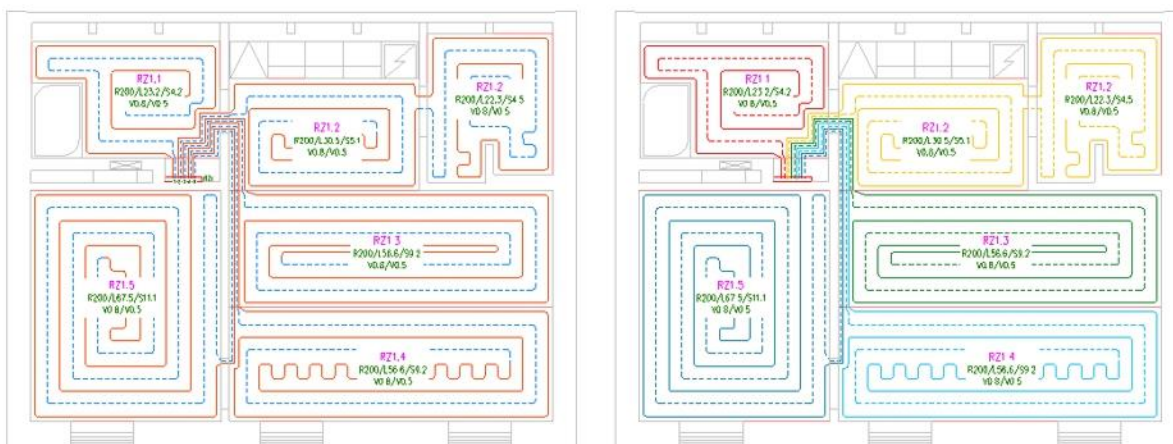 RZ1.1
R200/L23.2/S4.2
V0.8/V0.5
RZ1.2
R200/L22.3/S4.5
V0.8/V0.5
RZ1.2
R200/L30.5/S5.1
V0.8/V0.5
RZ1.3
R200/L56.6/S9.2
V0.8/V0.5
RZ1.5
R200/L67.5/S11.1
V0.8/V0.5
RZ1.4
R200/L56.6/S9.2
V0.8/V0.5
RZ1.1
R200/L23.2/S4.2
V0.8/V0.5
RZ1.2
R200/L22.3/S4.5
V0.8/V0.5
RZ1.2
R200/L30.5/S5.1
V0.8/V0.5
RZ1.3
R200/L56.6/S9.2
V0.8/V0.5
RZ1.5
R200/L67.5/S11.1
V0.8/V0.5
RZ1.4
R200/L56.6/S9.2
V0.8/V0.5